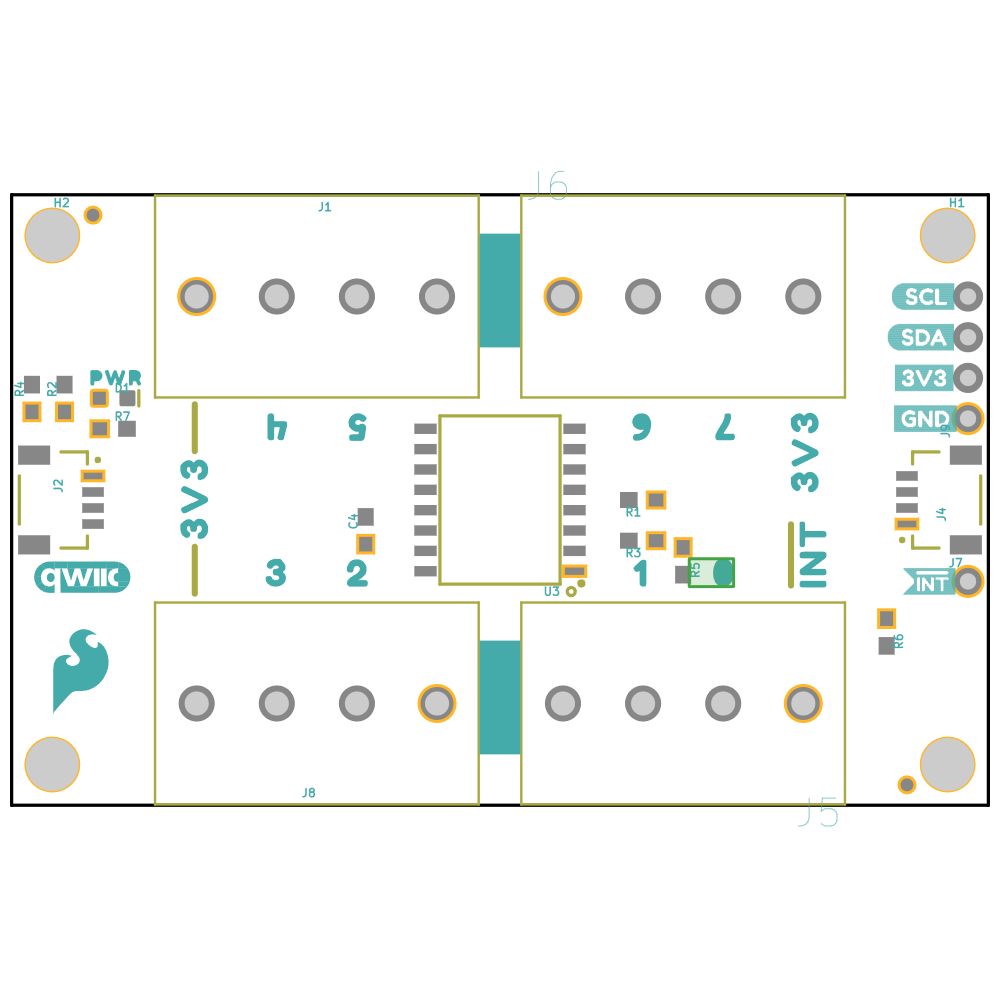 J6
H2
J1
H1
SCL
SDA
3V3
GND
J9
PWR
D1
R4
R2
R7
4
5
6
7
3V3
3V3
J2
C4
R1
R3
R5
J4
INT
J7
INT
qwiic
3
2
1
U3
R6
J8
J5